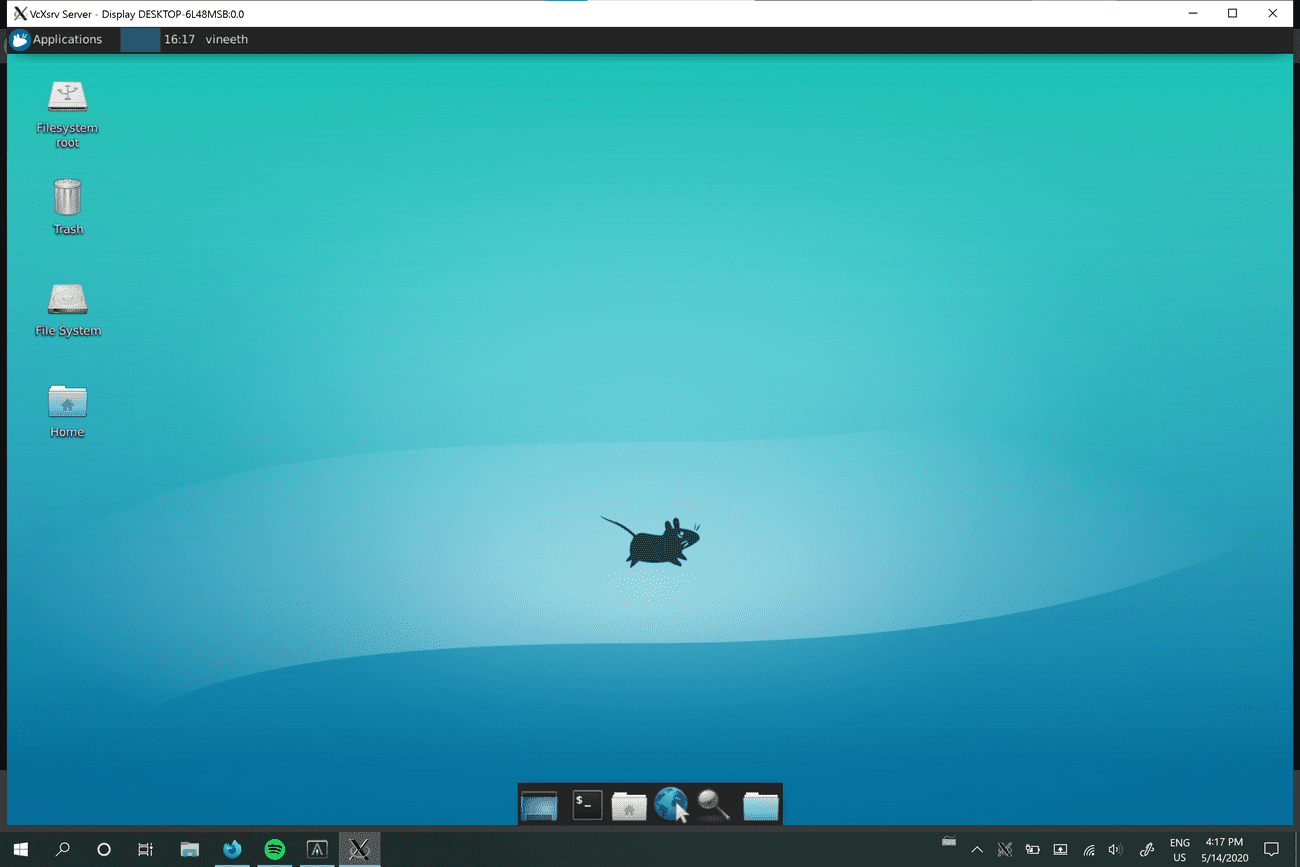 VcXsrv Server - Display DESKTOP-6L48MSB:0.0
Applications 16:17 vineeth
Filesystem
root
Trash
File System
Home
$_
ENG
US
4:17 PM
5/14/2020